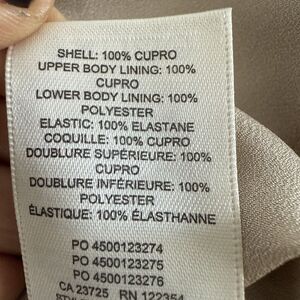 SHELL: 100% CUPRO
UPPER BODY LINING: 100%
CUPRO
LOWER BODY LINING: 100%
POLYESTER
ELASTIC: 100% ELASTANE
COQUILLE: 100% CUPRO
DOUBLURE SUPÉRIEURE: 100%
CUPRO
DOUBLURE INFÉRIEURE: 100%
POLYESTER
ÉLASTIQUE: 100% ÉLASTHANNE
PO 4500123274
PO 4500123275
PO 4500123276
CA 23725 RN 122354